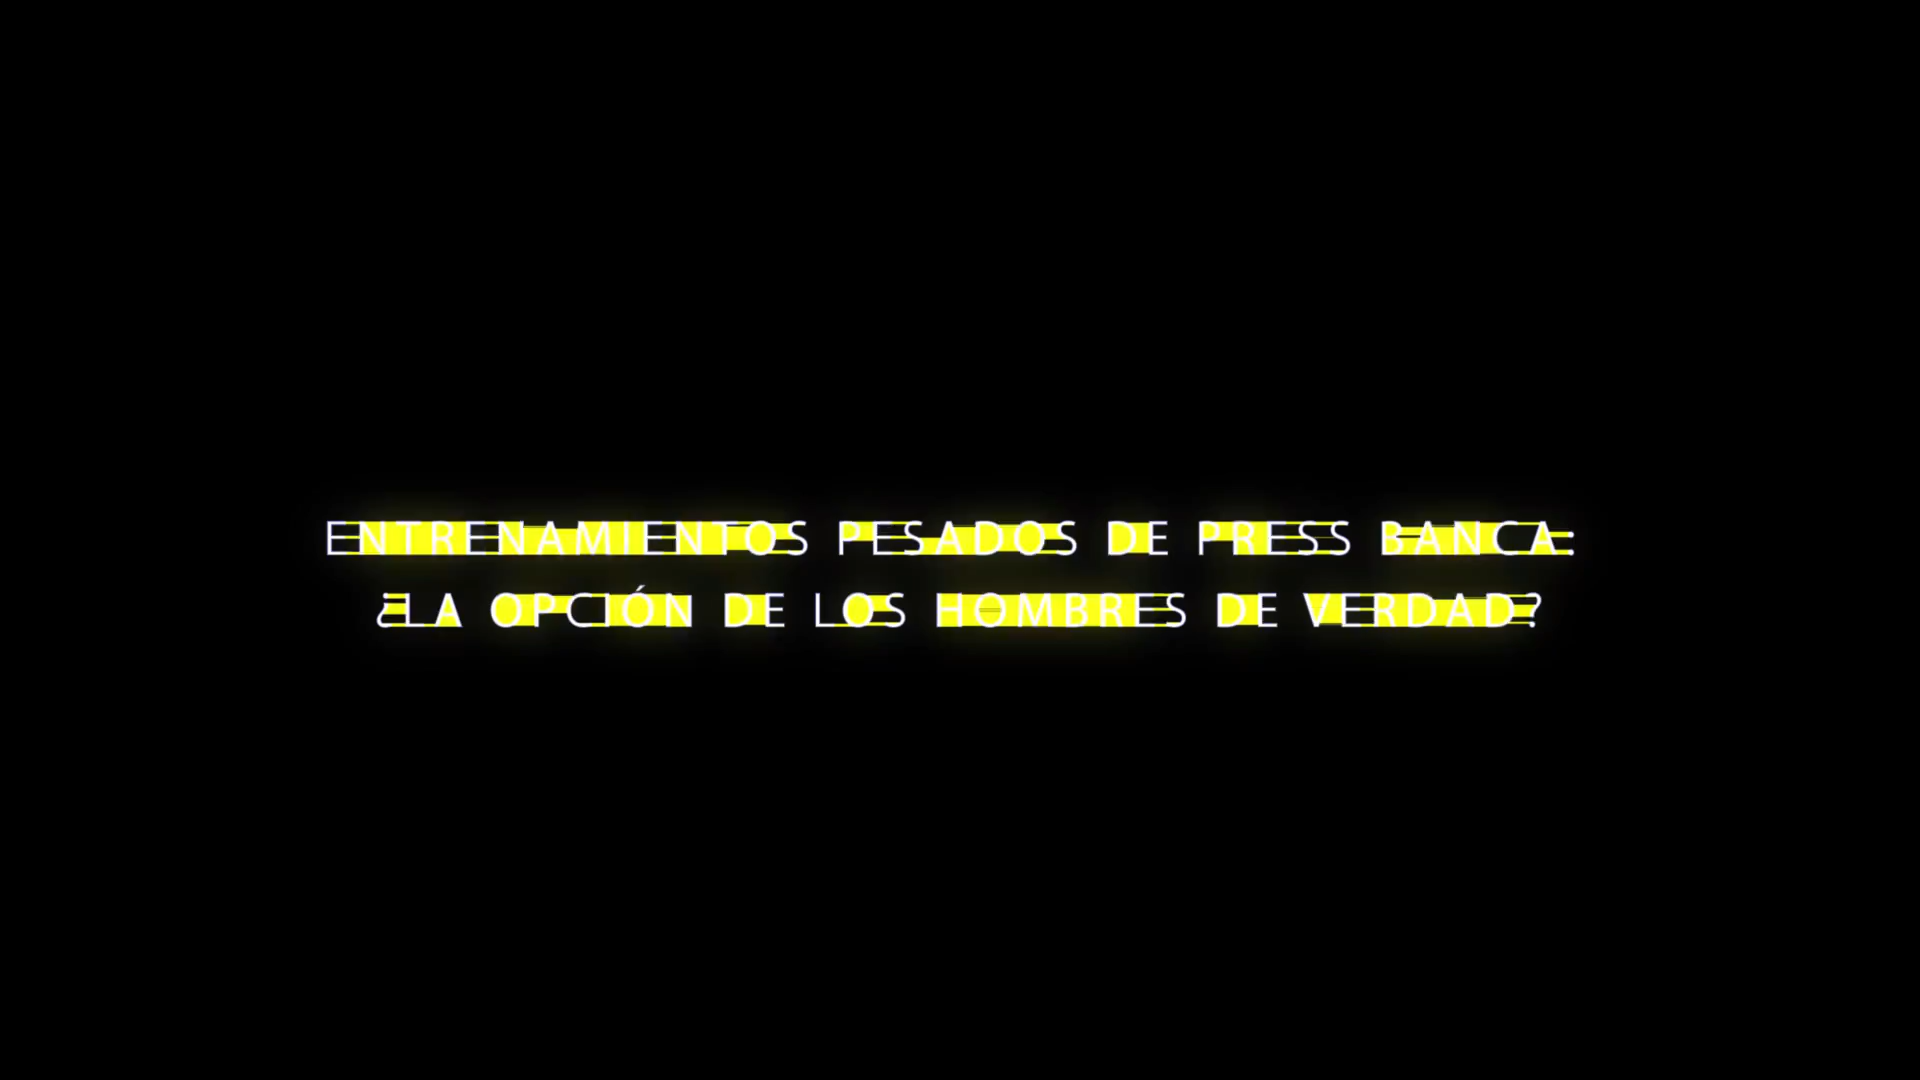 ENTRENAMIENTOS PESADOS DE PRESS BANCA:
¿LA OPCIÓN DE LOS HOMBRES DE VERDAD?